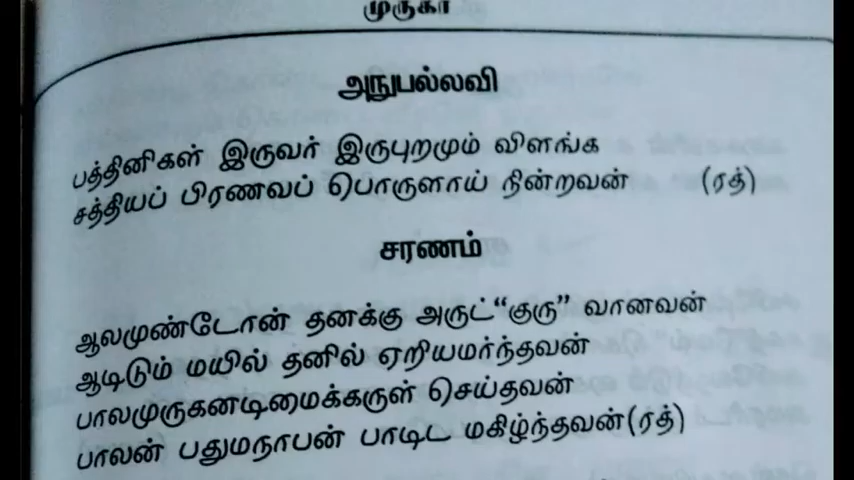 முருகா
அநுபல்லவி
பத்தினிகள் இருவர் இருபுறமும் விளங்க
சத்தியப் பிரணவப் பொருளாய் நின்றவன் (ரத்)
சரணம்
ஆலமுண்டோன் தனக்கு அருட்“குரு” வானவன்
ஆடிடும் மயில் தனில் ஏறியமர்ந்தவன்
பாலமுருகனடிமைக்கருள் செய்தவன்
பாலன் பதுமநாபன் பாடிட மகிழ்ந்தவன்(ரத்)